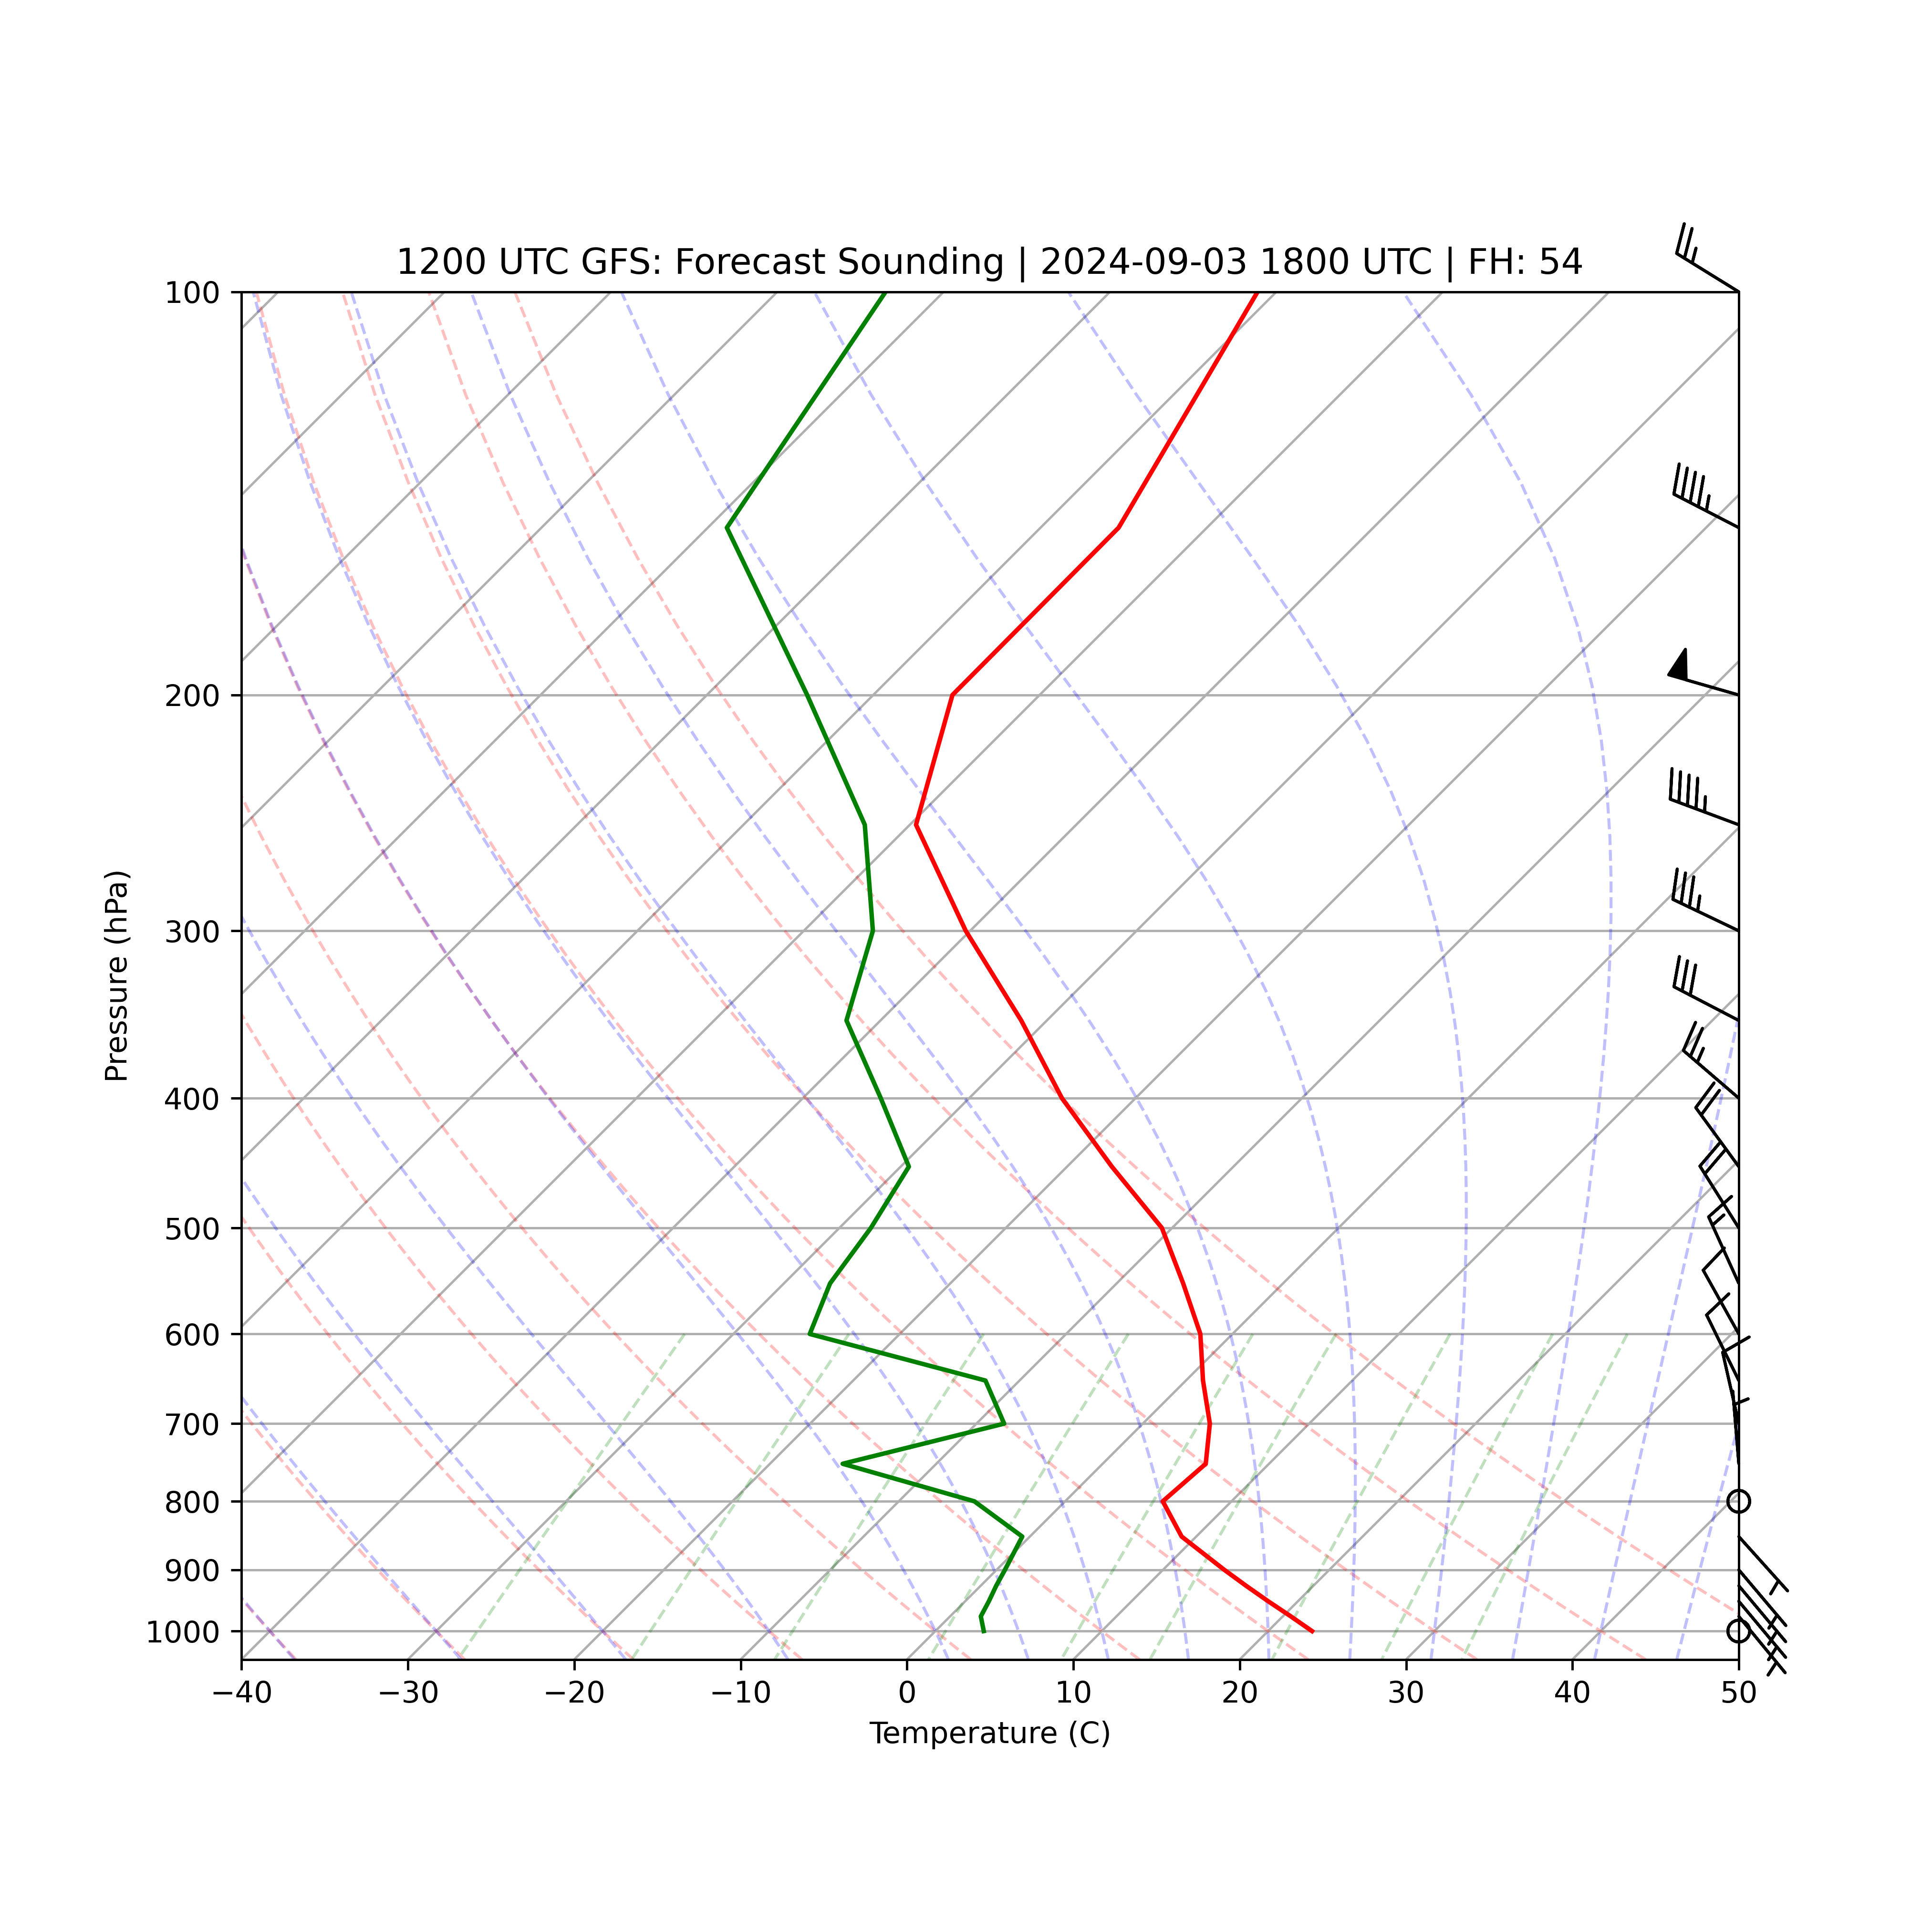 1200 UTC GFS: Forecast Sounding | 2024-09-03 1800 UTC | FH: 54
100
200
300
400
500
600
700
800
900
1000
Pressure (hPa)
−40 −30 −20 −10 0 10 20 30 40 50
Temperature (C)